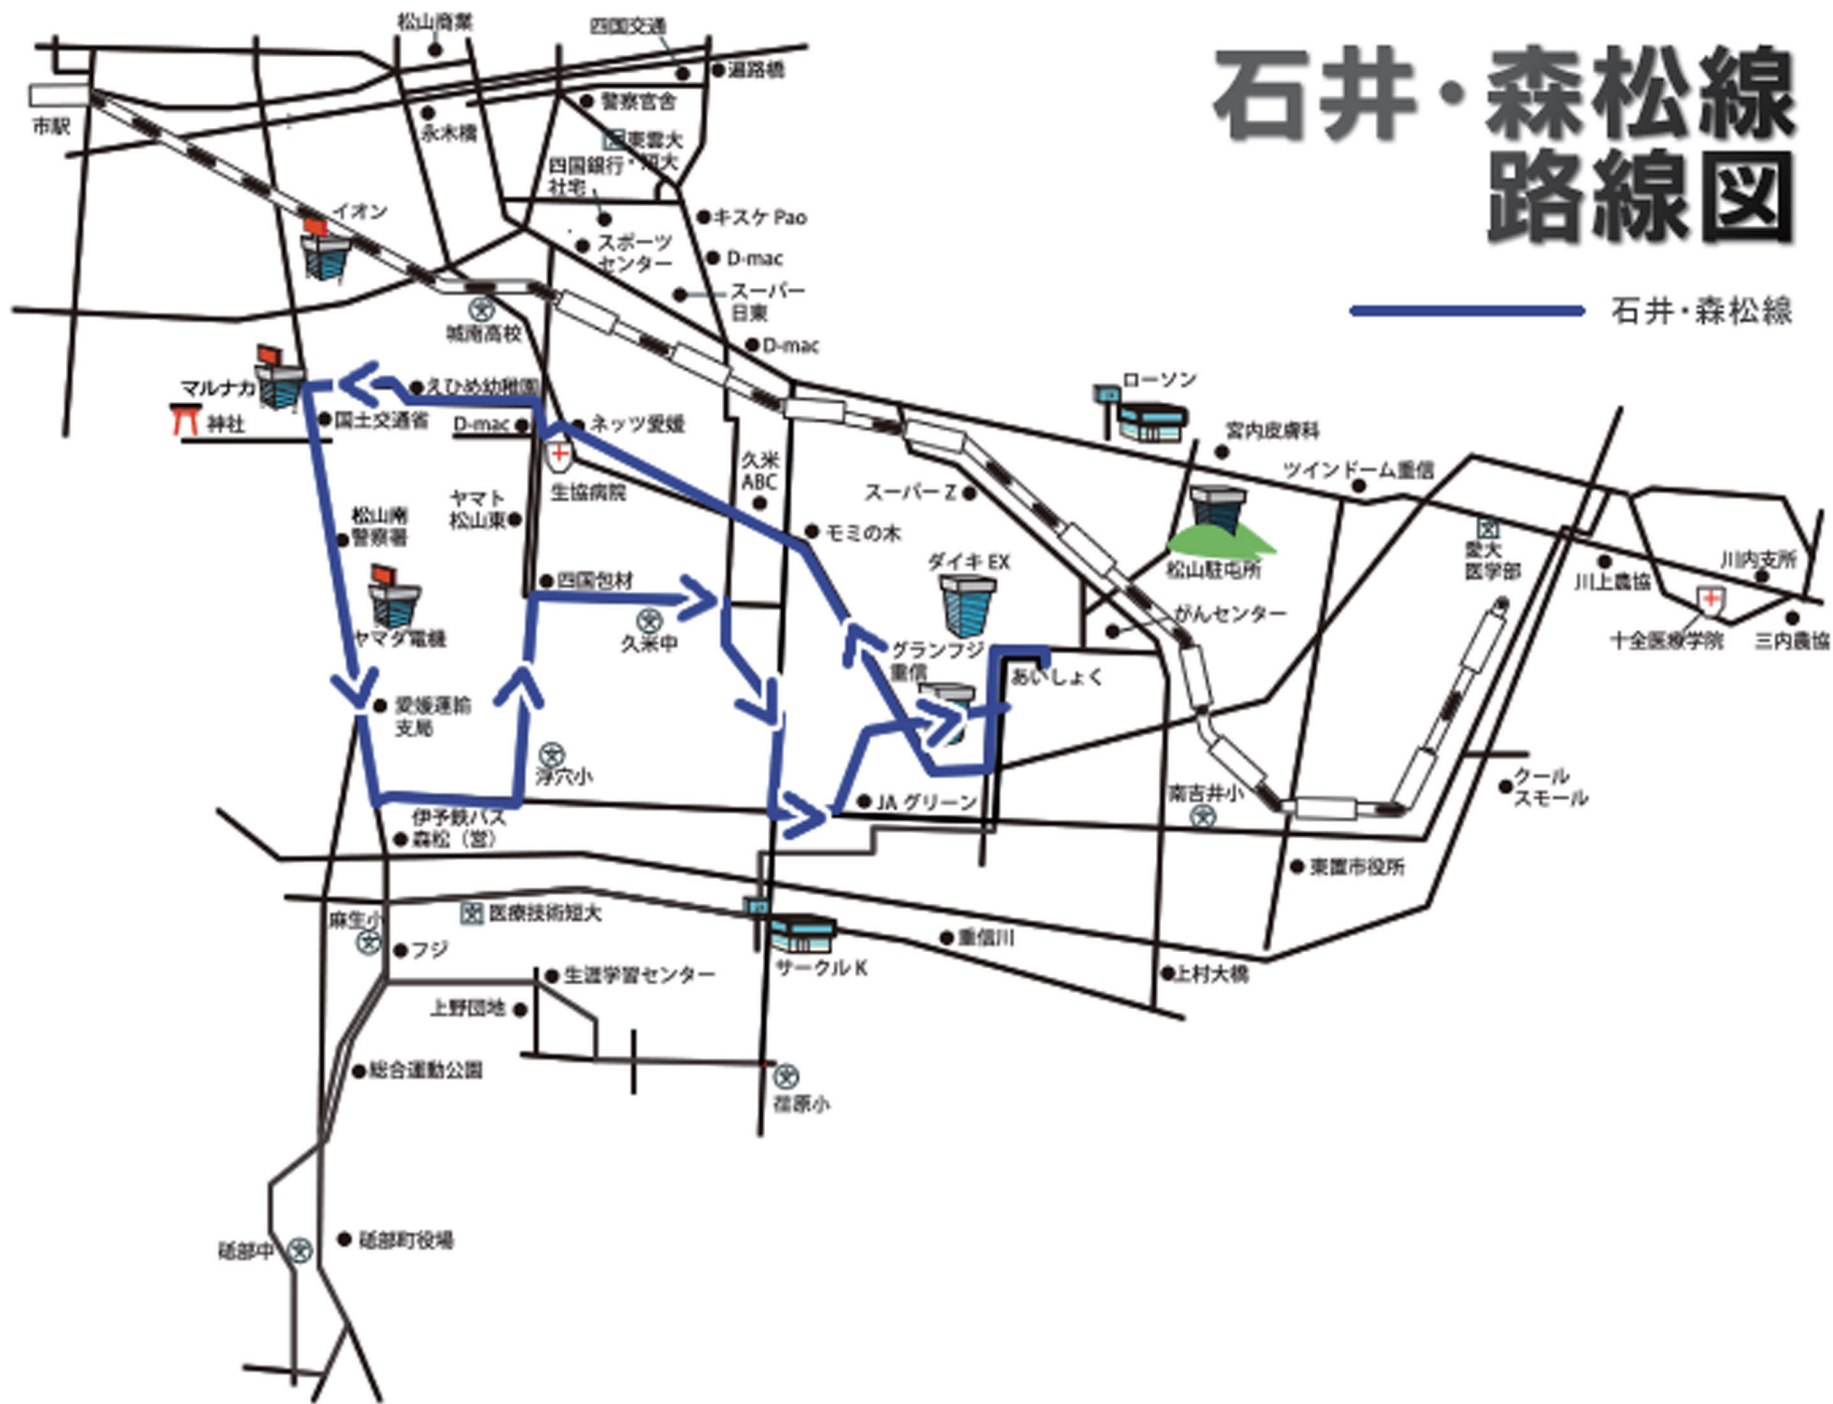 石井・森松線
路線図
石井・森松線
松山商業
四国交通
遍路橋
市駅
永木橋
警察官舎
東雲大
・短大
四国銀行
社宅
イオン
キスケPao
スポーツ
センター
D-mac
スーパー
日東
城南高校
D-mac
マルナカ
神社
えひめ幼稚園
国土交通省
D-mac
ネッツ愛媛
ローソン
宮内皮膚科
ツインドーム重信
久米
ABC
生協病院
スーパーZ
ヤマト
松山東
松山南
警察署
モミの木
愛大
医学部
川上農協
川内支所
十全医療学院
三内農協
ダイキEX
松山駐屯所
四国包材
久米中
がんセンター
ヤマダ電機
グランフジ
重信
あいしょく
愛媛運輸
支局
浮穴小
JAグリーン
南吉井小
クール
スモール
伊予鉄バス
森松（営）
東置市役所
麻生小
医療技術短大
フジ
重信川
サークルK
上村大橋
生涯学習センター
上野団地
総合運動公園
荏原小
砥部中
砥部町役場